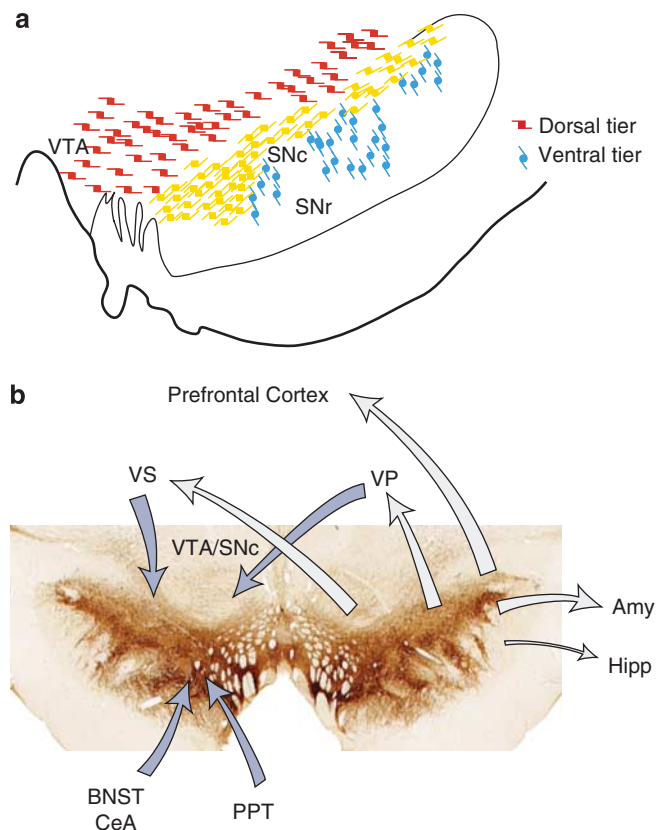 a
VTA
SNc
SNr
Dorsal tier
Ventral tier
b
Prefrontal Cortex
VS
VP
VTA/SNc
Amy
Hipp
BNST
CeA
PPT